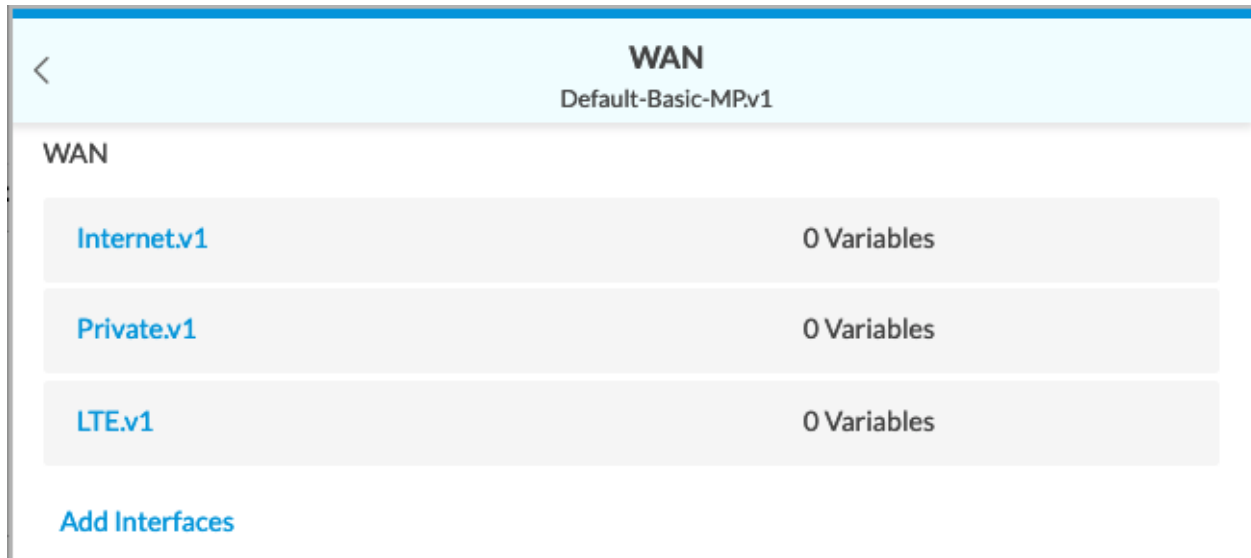 WAN
Default-Basic-MP.v1
WAN
Internet.v1 0 Variables
Private.v1 0 Variables
LTE.v1 0 Variables
Add Interfaces